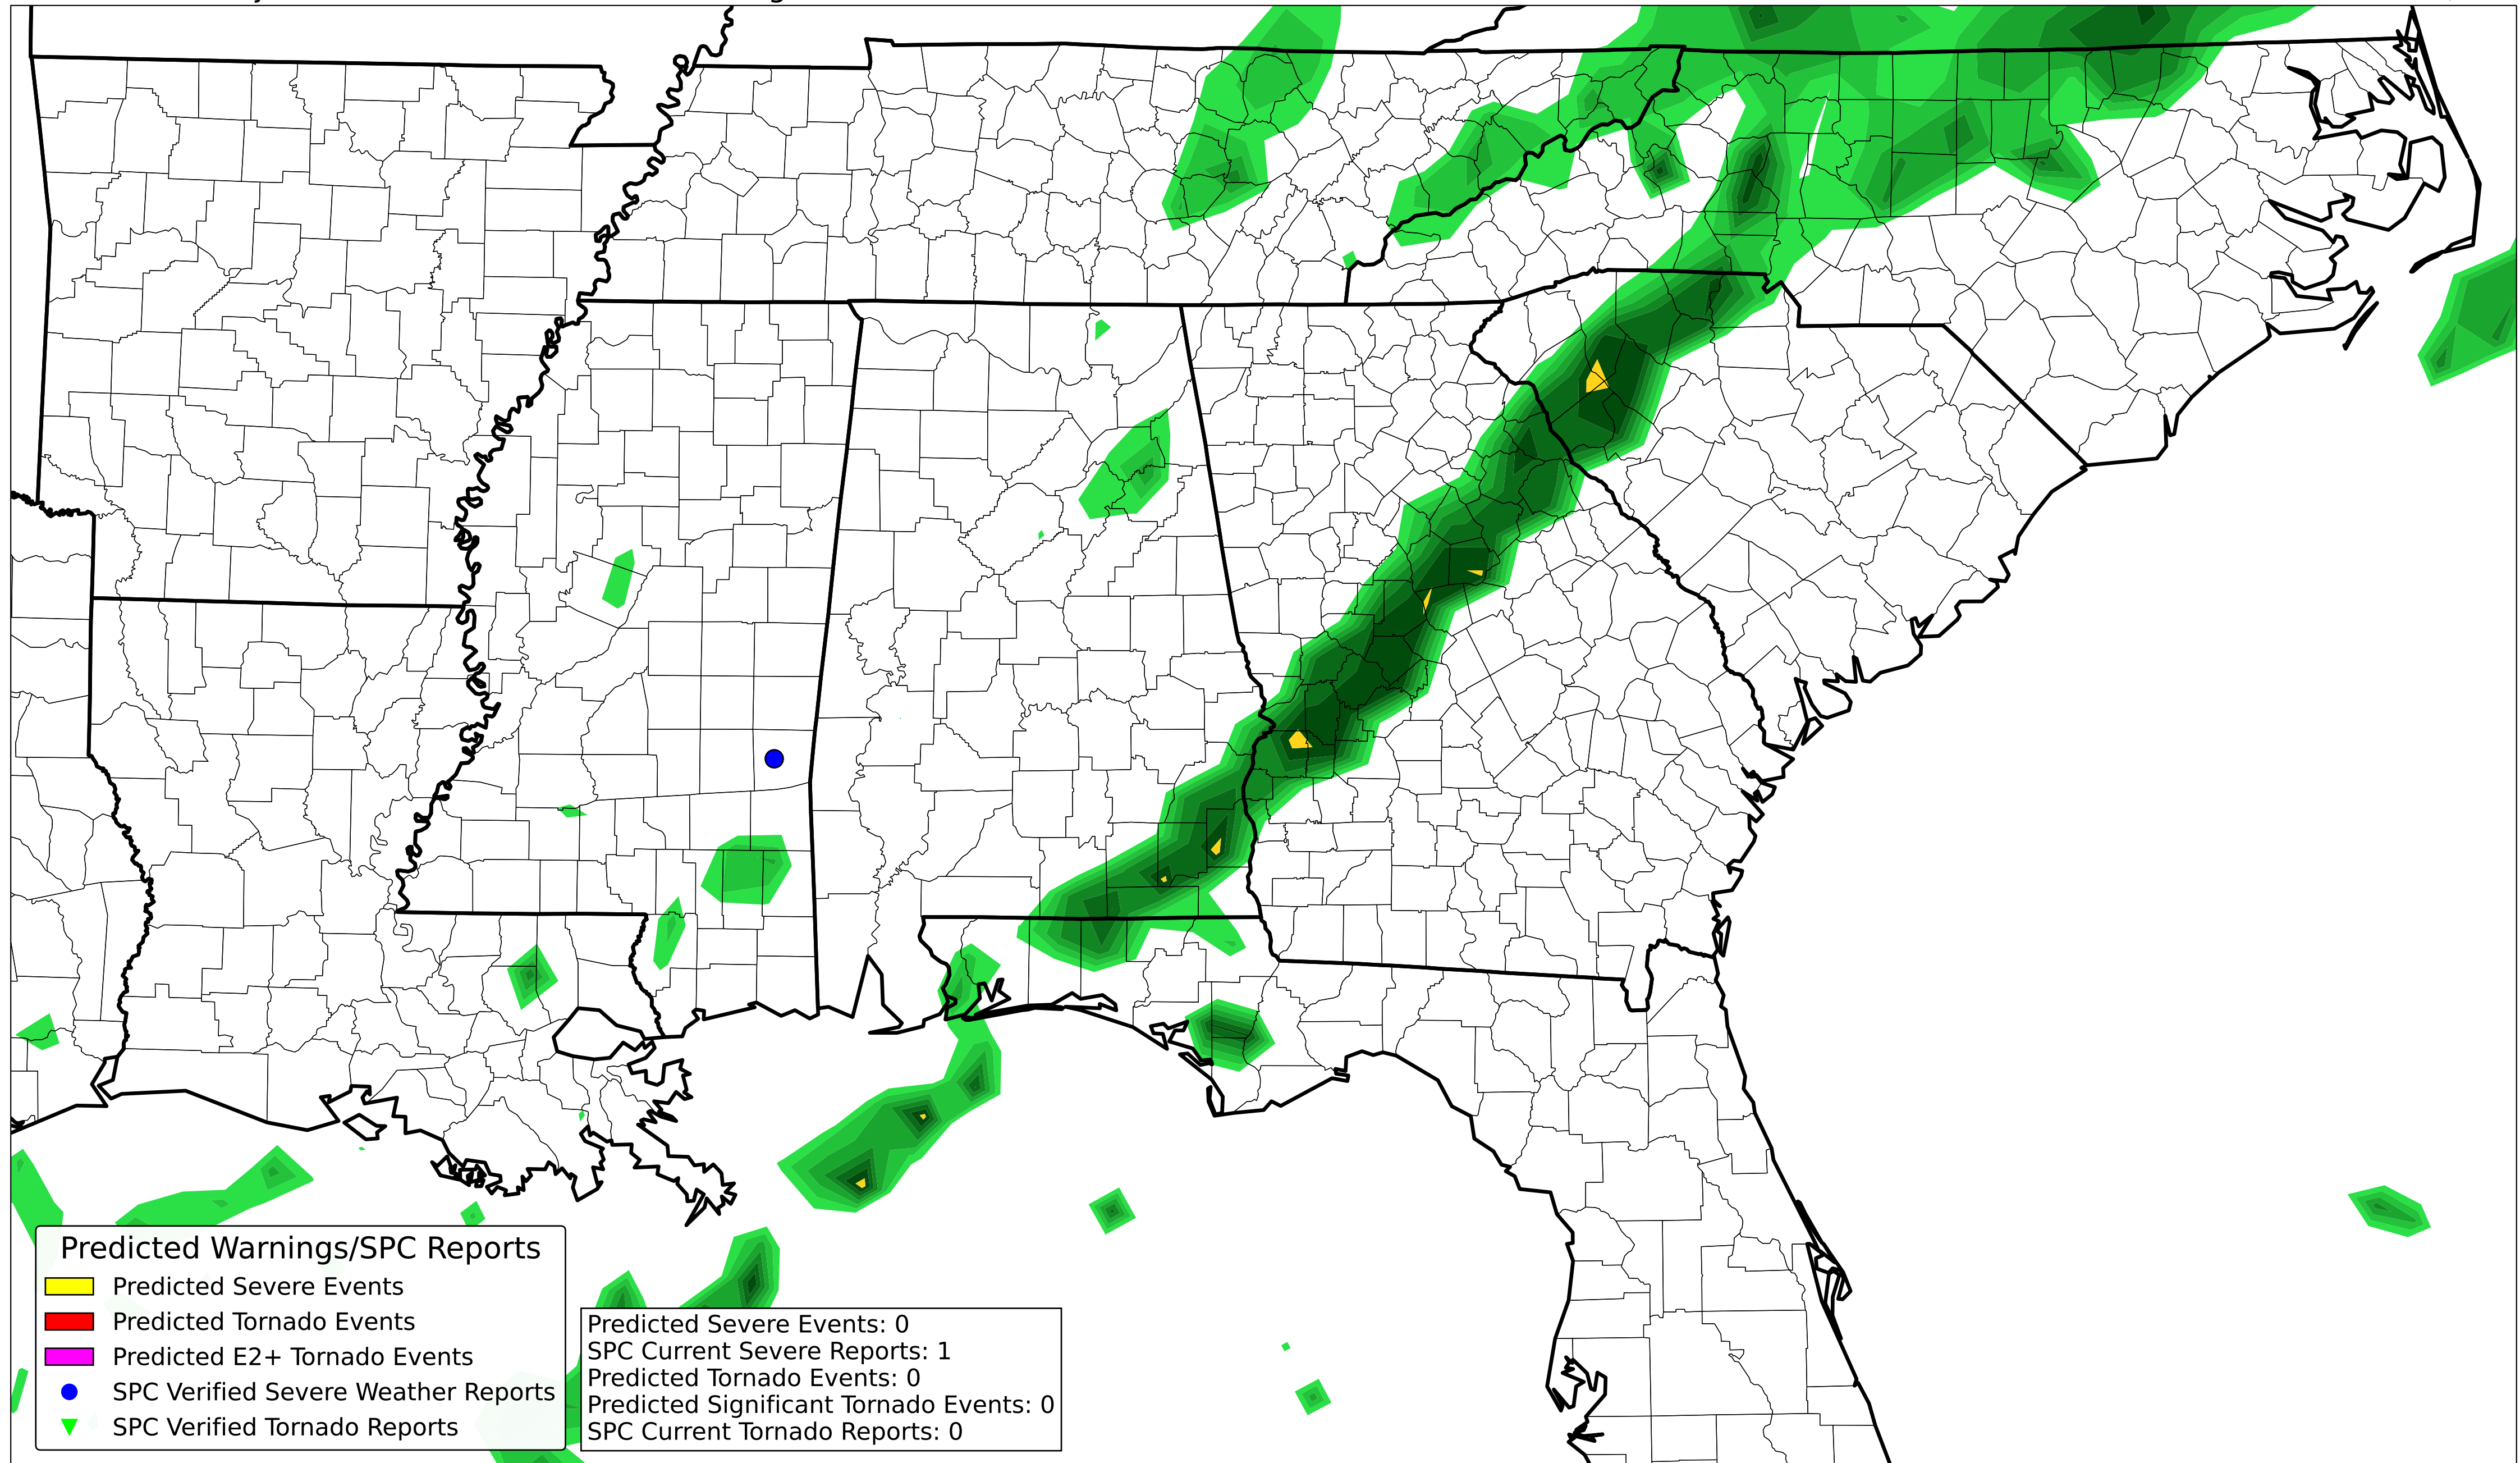 Predicted Warnings/SPC Reports
Predicted Severe Events
Predicted Tornado Events
Predicted E2+ Tornado Events
SPC Verified Severe Weather Reports
SPC Verified Tornado Reports
Predicted Severe Events: 0
SPC Current Severe Reports: 1
Predicted Tornado Events: 0
Predicted Significant Tornado Events: 0
SPC Current Tornado Reports: 0